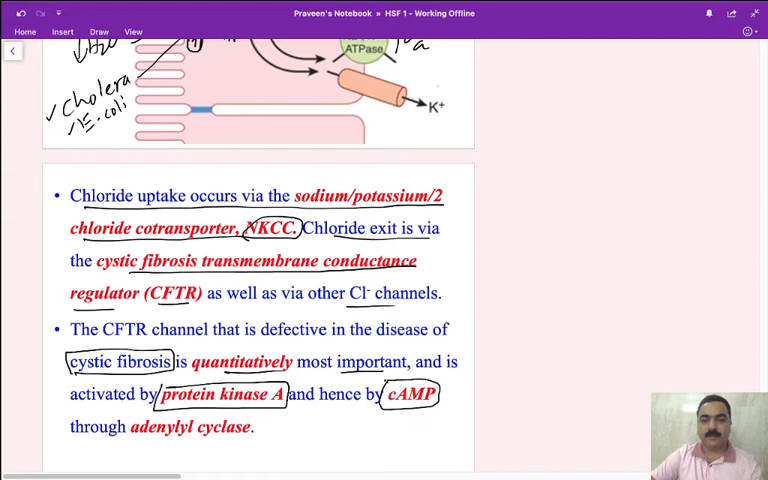 Praveen's Notebook » HSF 1 - Working Offline
Home Insert Draw View
ATPase
✓Cholera
✓E. coli
K+
• Chloride uptake occurs via the sodium/potassium/2
chloride cotransporter, NKCC. Chloride exit is via
the cystic fibrosis transmembrane conductance
regulator (CFTR) as well as via other Cl- channels.
• The CFTR channel that is defective in the disease of
cystic fibrosis is quantitatively most important, and is
activated by protein kinase A and hence by cAMP
through adenylyl cyclase.